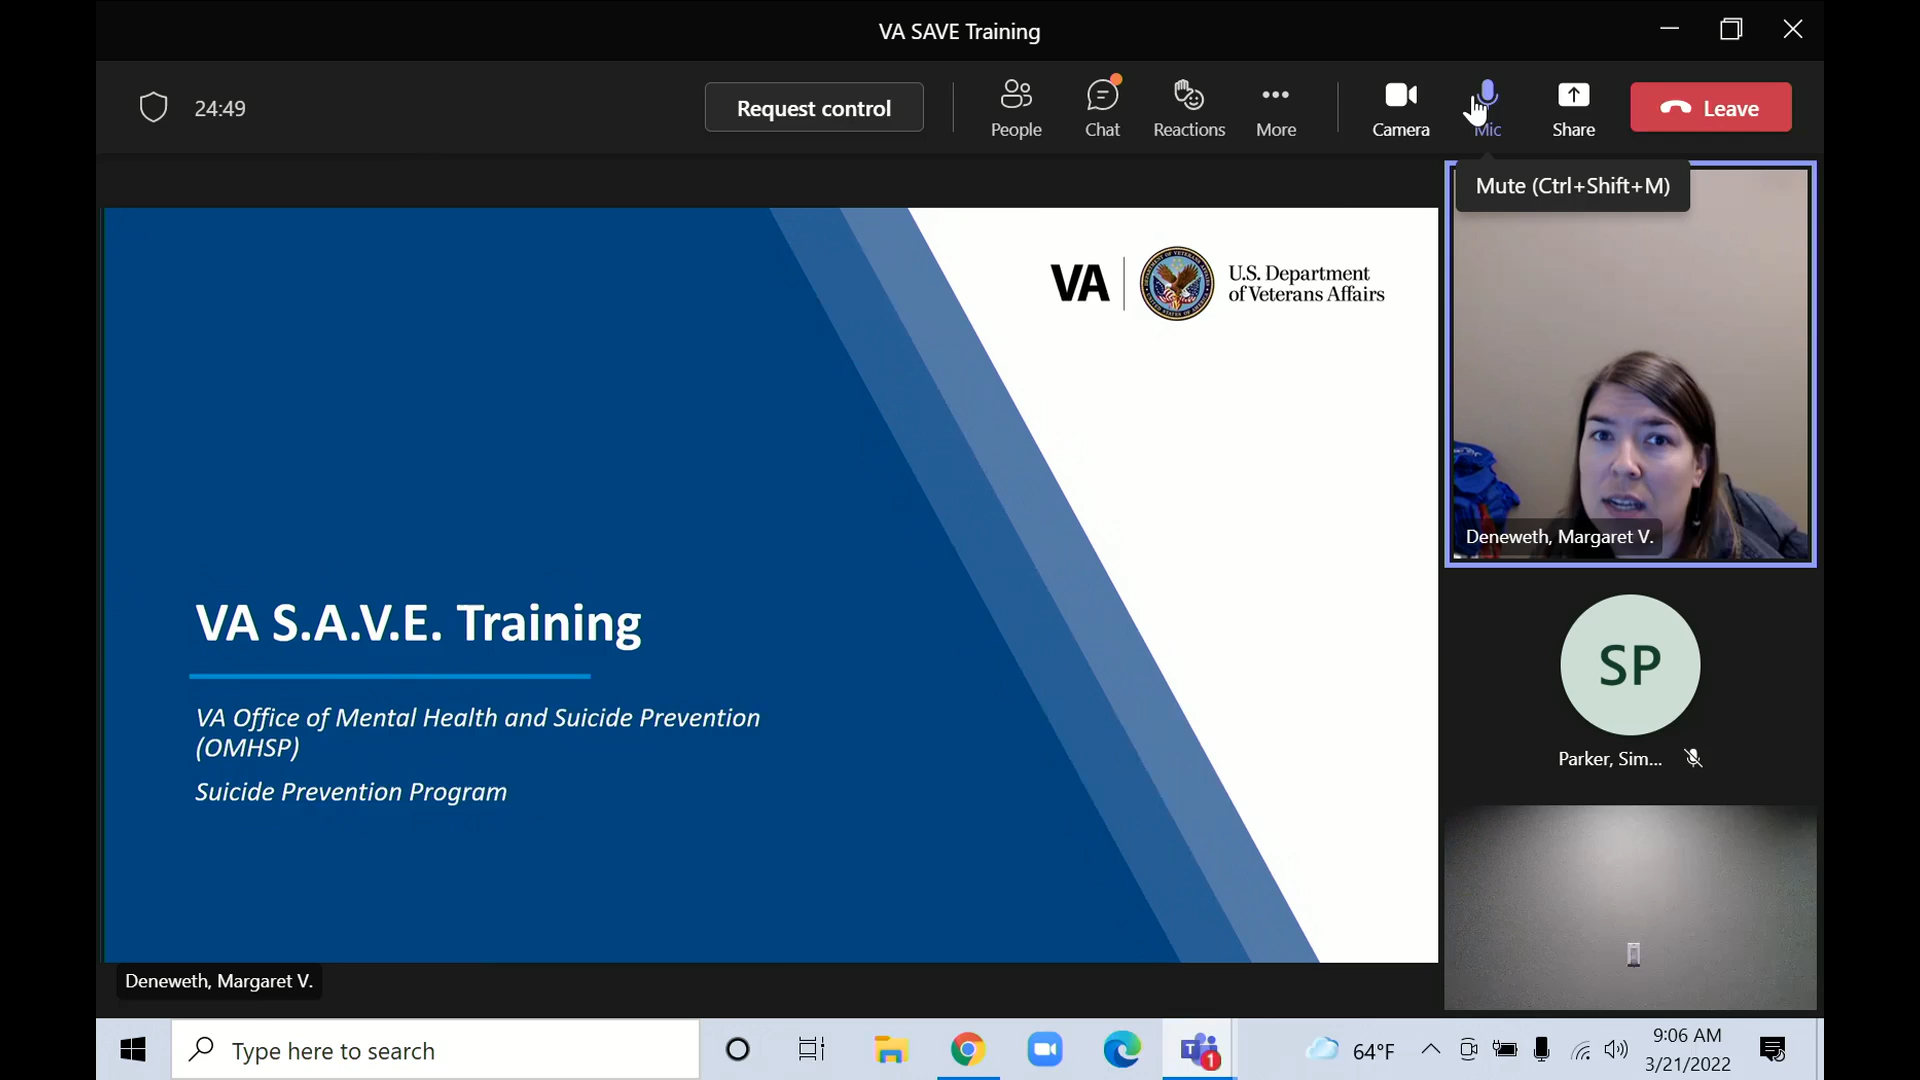 VA SAVE Training
24:49
Request control
People
Chat
Reactions
More
Camera
Mic
Share
Leave
Mute (Ctrl+Shift+M)
VA
U.S. Department
of Veterans Affairs
VA S.A.V.E. Training
VA Office of Mental Health and Suicide Prevention
(OMHSP)
Suicide Prevention Program
Deneweth, Margaret V.
SP
Parker, Sim...
Deneweth, Margaret V.
Type here to search
1
64°F
9:06 AM
3/21/2022